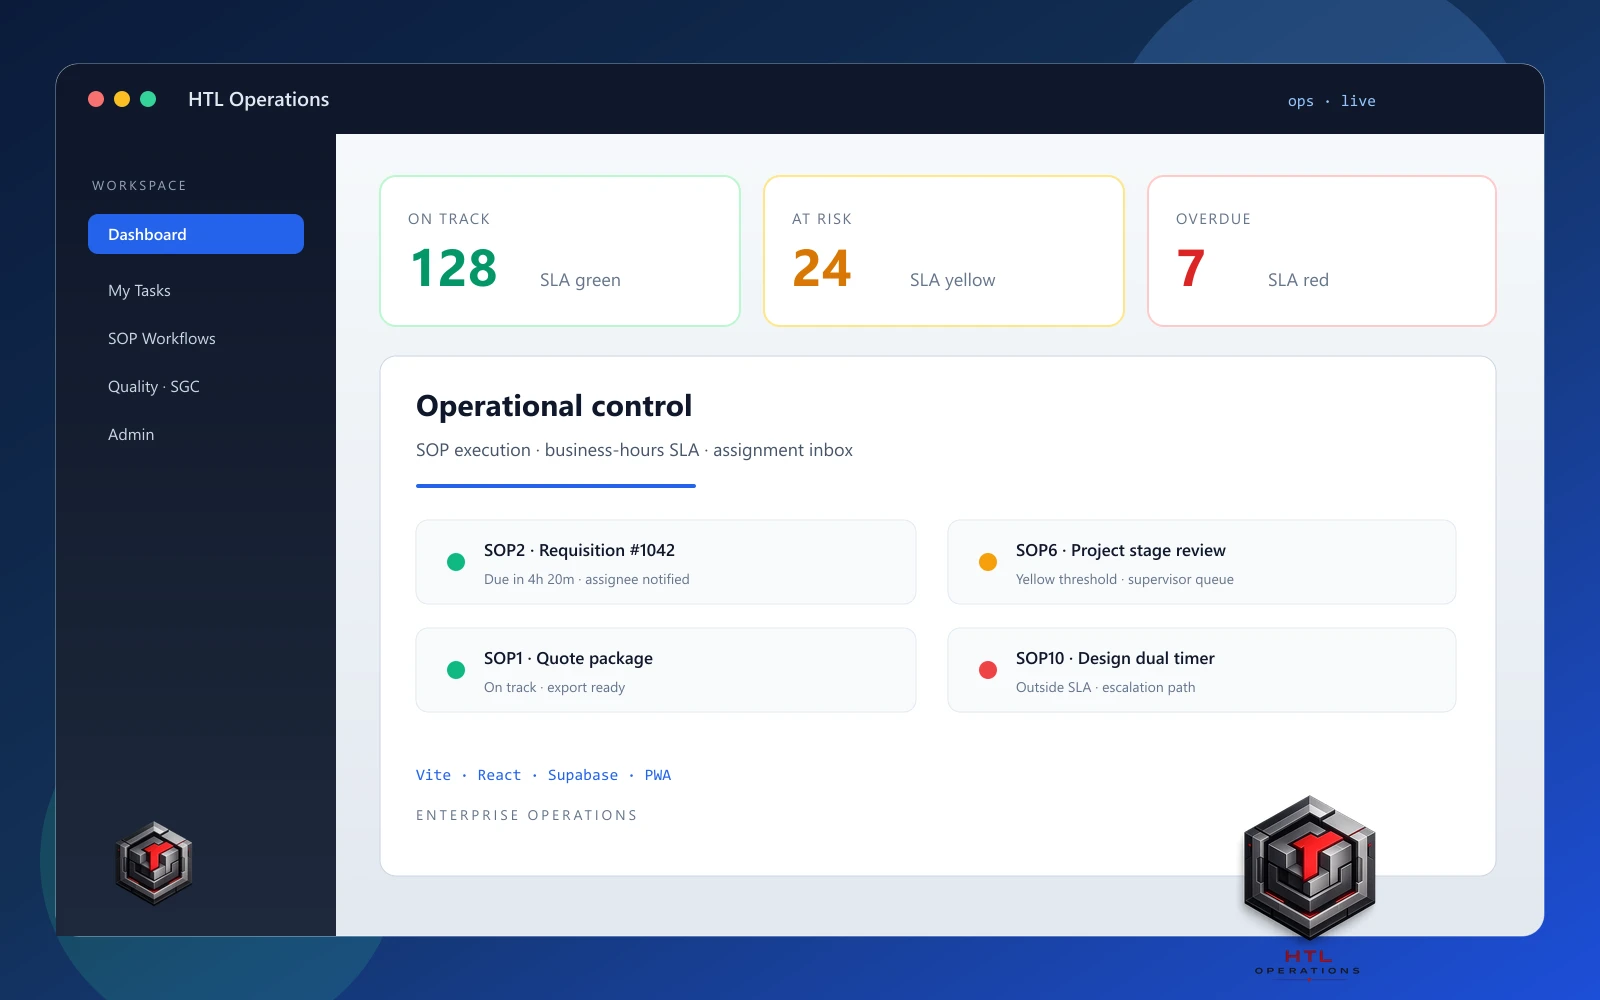 HTL Operations
ops · live
WORKSPACE
Dashboard
My Tasks
SOP Workflows
Quality · SGC
Admin
ON TRACK
128 SLA green
AT RISK
24 SLA yellow
OVERDUE
7 SLA red
Operational control
SOP execution · business-hours SLA · assignment inbox
SOP2 · Requisition #1042
Due in 4h 20m · assignee notified
SOP6 · Project stage review
Yellow threshold · supervisor queue
SOP1 · Quote package
On track · export ready
SOP10 · Design dual timer
Outside SLA · escalation path
Vite · React · Supabase · PWA
ENTERPRISE OPERATIONS
HTL
OPERATIONS